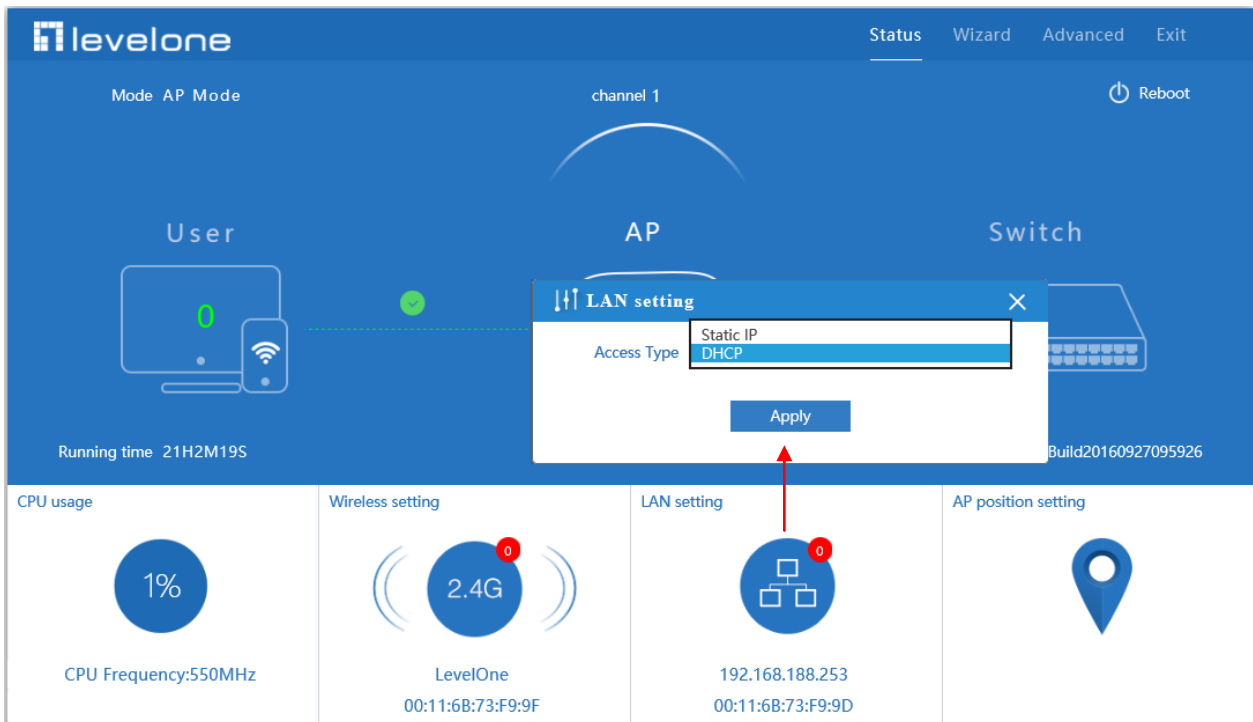 levelone
Status Wizard Advanced Exit
Mode AP Mode
channel 1
Reboot
User
AP
Switch
0
LAN setting
Access Type
Static IP
DHCP
Apply
Running time 21H2M19S
Build20160927095926
CPU usage
Wireless setting
LAN setting
AP position setting
1%
2.4G
0
0
CPU Frequency:550MHz
LevelOne
192.168.188.253
00:11:6B:73:F9:9F
00:11:6B:73:F9:9D